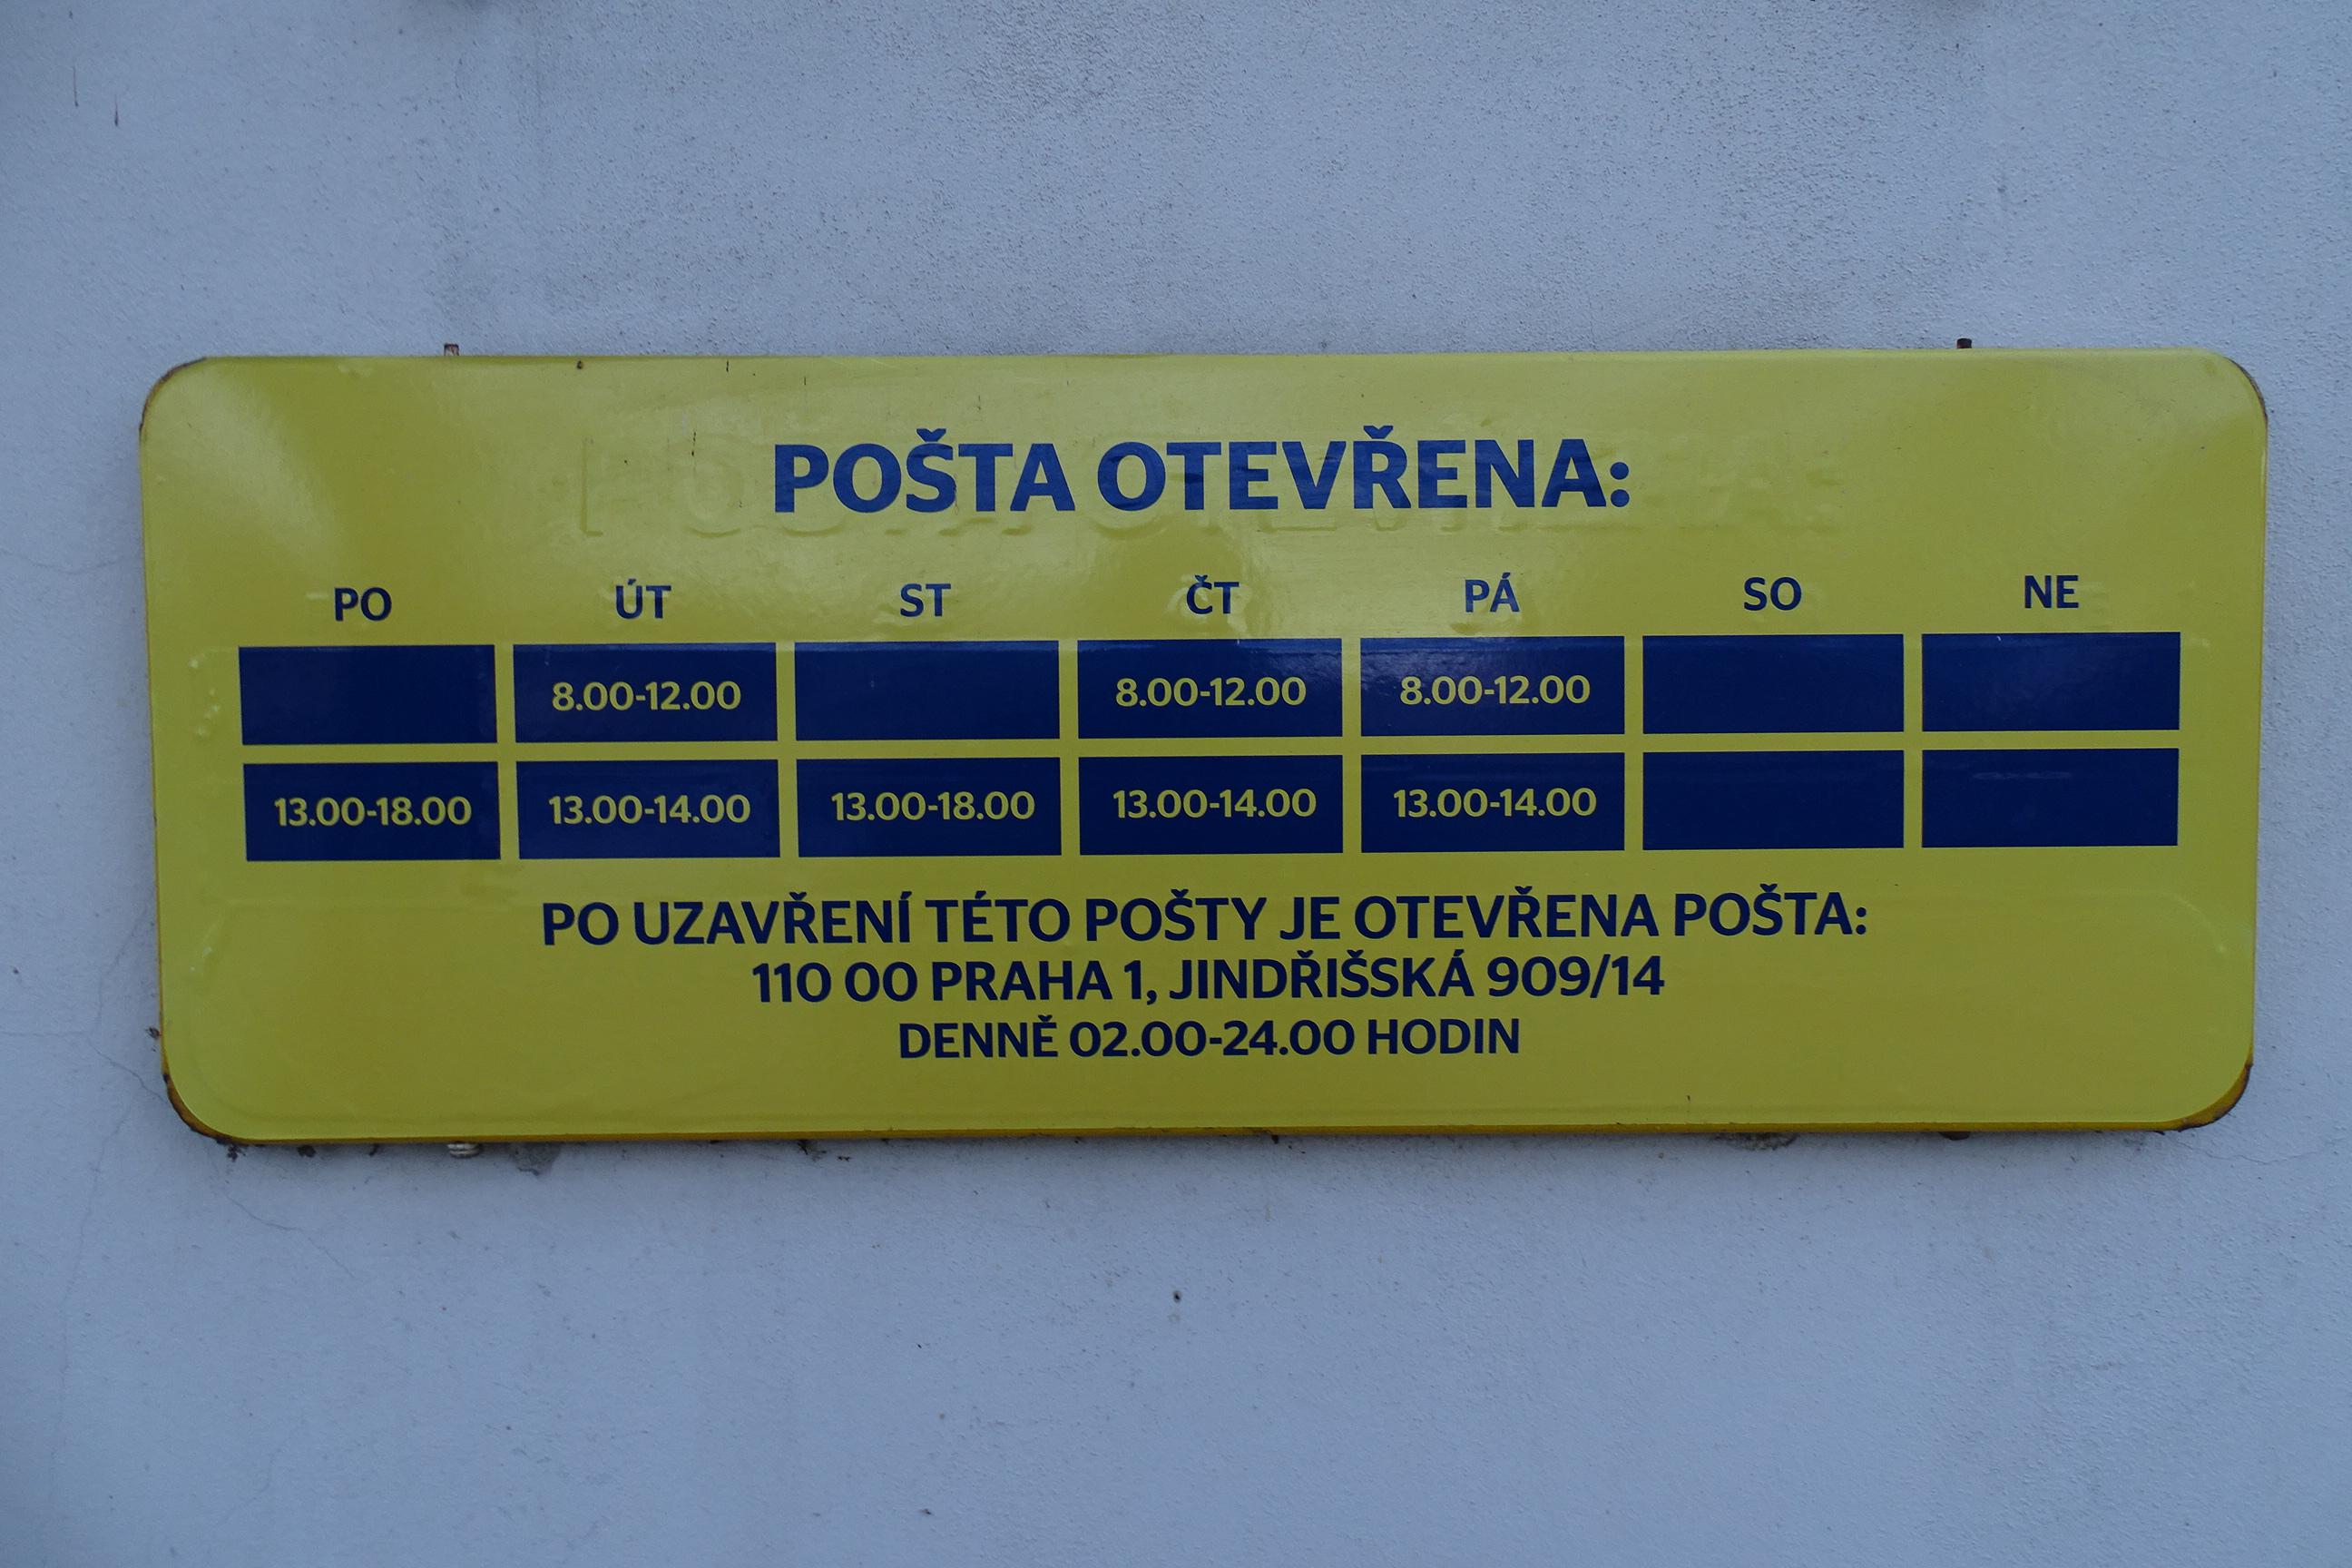 POŠTA OTEVŘENA:
PO ÚT ST ČT PÁ SO NE
8.00-12.00 8.00-12.00 8.00-12.00
13.00-18.00 13.00-14.00 13.00-18.00 13.00-14.00 13.00-14.00
PO UZAVŘENÍ TÉTO POŠTY JE OTEVŘENA POŠTA:
110 00 PRAHA 1, JINDŘIŠSKÁ 909/14
DENNĚ 02.00-24.00 HODIN